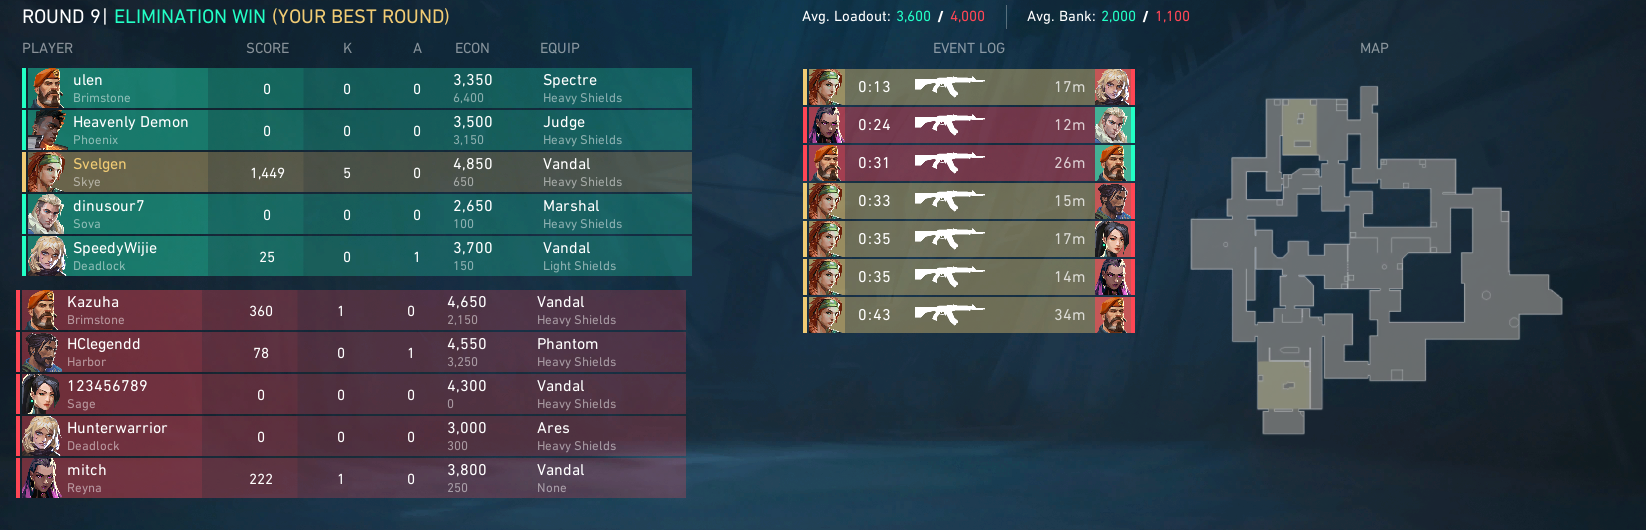 ROUND 9| ELIMINATION WIN (YOUR BEST ROUND)
Avg. Loadout: 3,600 / 4,000
Avg. Bank: 2,000 / 1,100
PLAYER SCORE K A ECON EQUIP
EVENT LOG
MAP
ulen 0 0 0 3,350 Spectre
Brimstone 6,400 Heavy Shields
Heavenly Demon 0 0 0 3,500 Judge
Phoenix 3,150 Heavy Shields
Svelgen 1,449 5 0 4,850 Vandal
Skye 650 Heavy Shields
dinusour7 0 0 0 2,650 Marshal
Sova 100 Heavy Shields
SpeedyWijie 25 0 1 3,700 Vandal
Deadlock 150 Light Shields
Kazuha 360 1 0 4,650 Vandal
Brimstone 2,150 Heavy Shields
HClegendd 78 0 1 4,550 Phantom
Harbor 3,250 Heavy Shields
123456789 0 0 0 4,300 Vandal
Sage 0 Heavy Shields
Hunterwarrior 0 0 0 3,000 Ares
Deadlock 300 Heavy Shields
mitch 222 1 0 3,800 Vandal
Reyna 250 None
0:13 17m
0:24 12m
0:31 26m
0:33 15m
0:35 17m
0:35 14m
0:43 34m